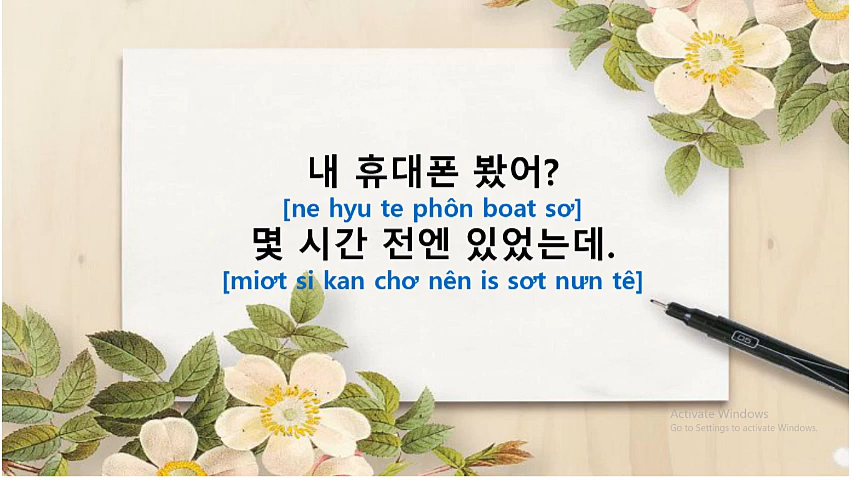 내 휴대폰 봤어?
[ne hyu te phôn boat sơ]
몇 시간 전엔 있었는데.
[miơt si kan chơ nên is sơt nưn tê]
Activate Windows
Go to Settings to activate Windows.